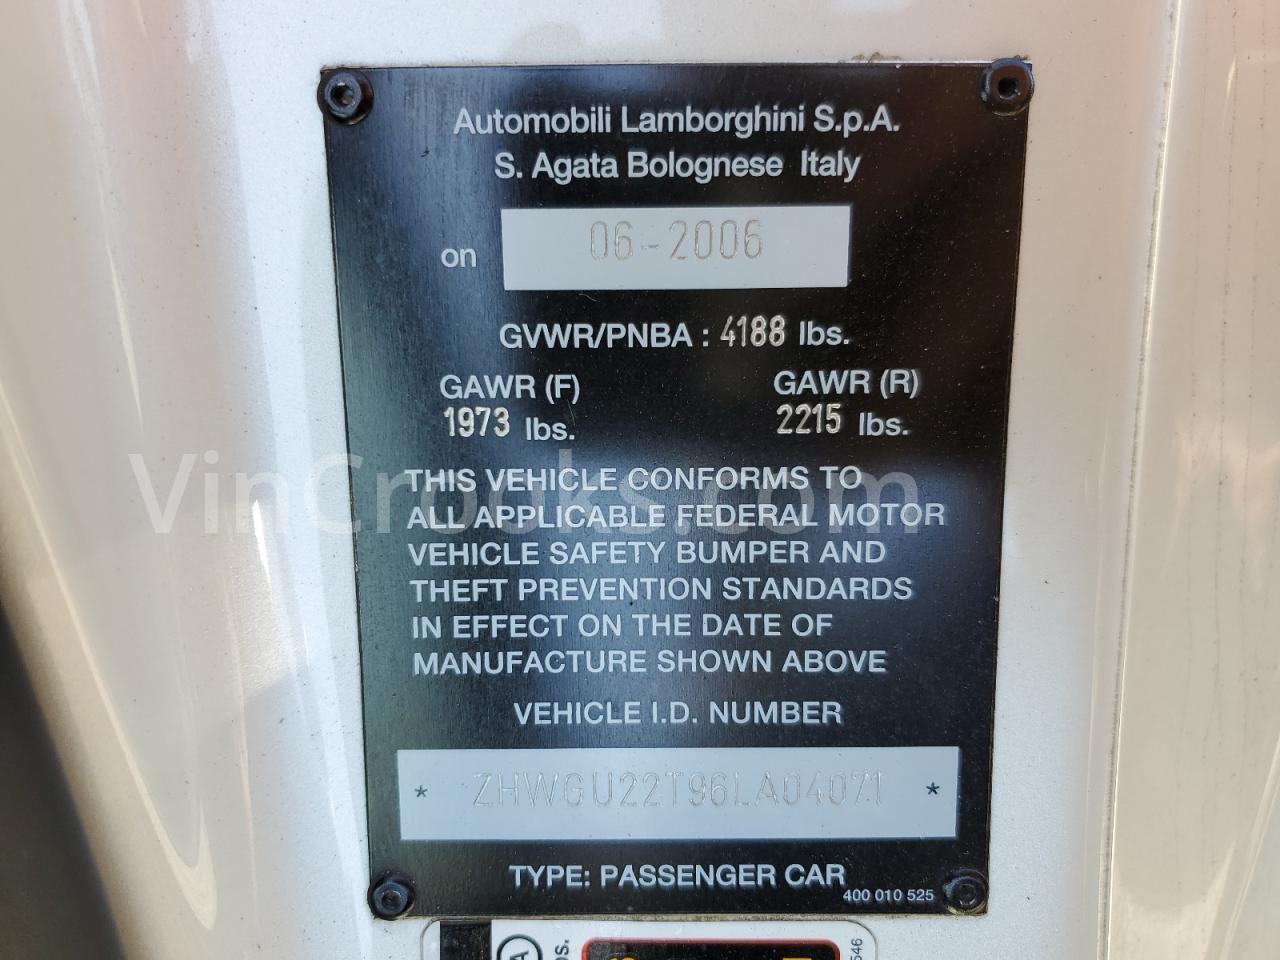 Automobili Lamborghini S.p.A.
S. Agata Bolognese Italy
on 06-2006
GVWR/PNBA : 4188 lbs.
GAWR (F) GAWR (R)
1973 lbs. 2215 lbs.
THIS VEHICLE CONFORMS TO
ALL APPLICABLE FEDERAL MOTOR
VEHICLE SAFETY BUMPER AND
THEFT PREVENTION STANDARDS
IN EFFECT ON THE DATE OF
MANUFACTURE SHOWN ABOVE
VEHICLE I.D. NUMBER
* ZHWGU22T96LA04071 *
TYPE: PASSENGER CAR
400 010 525
VinCrooks.com
A
546